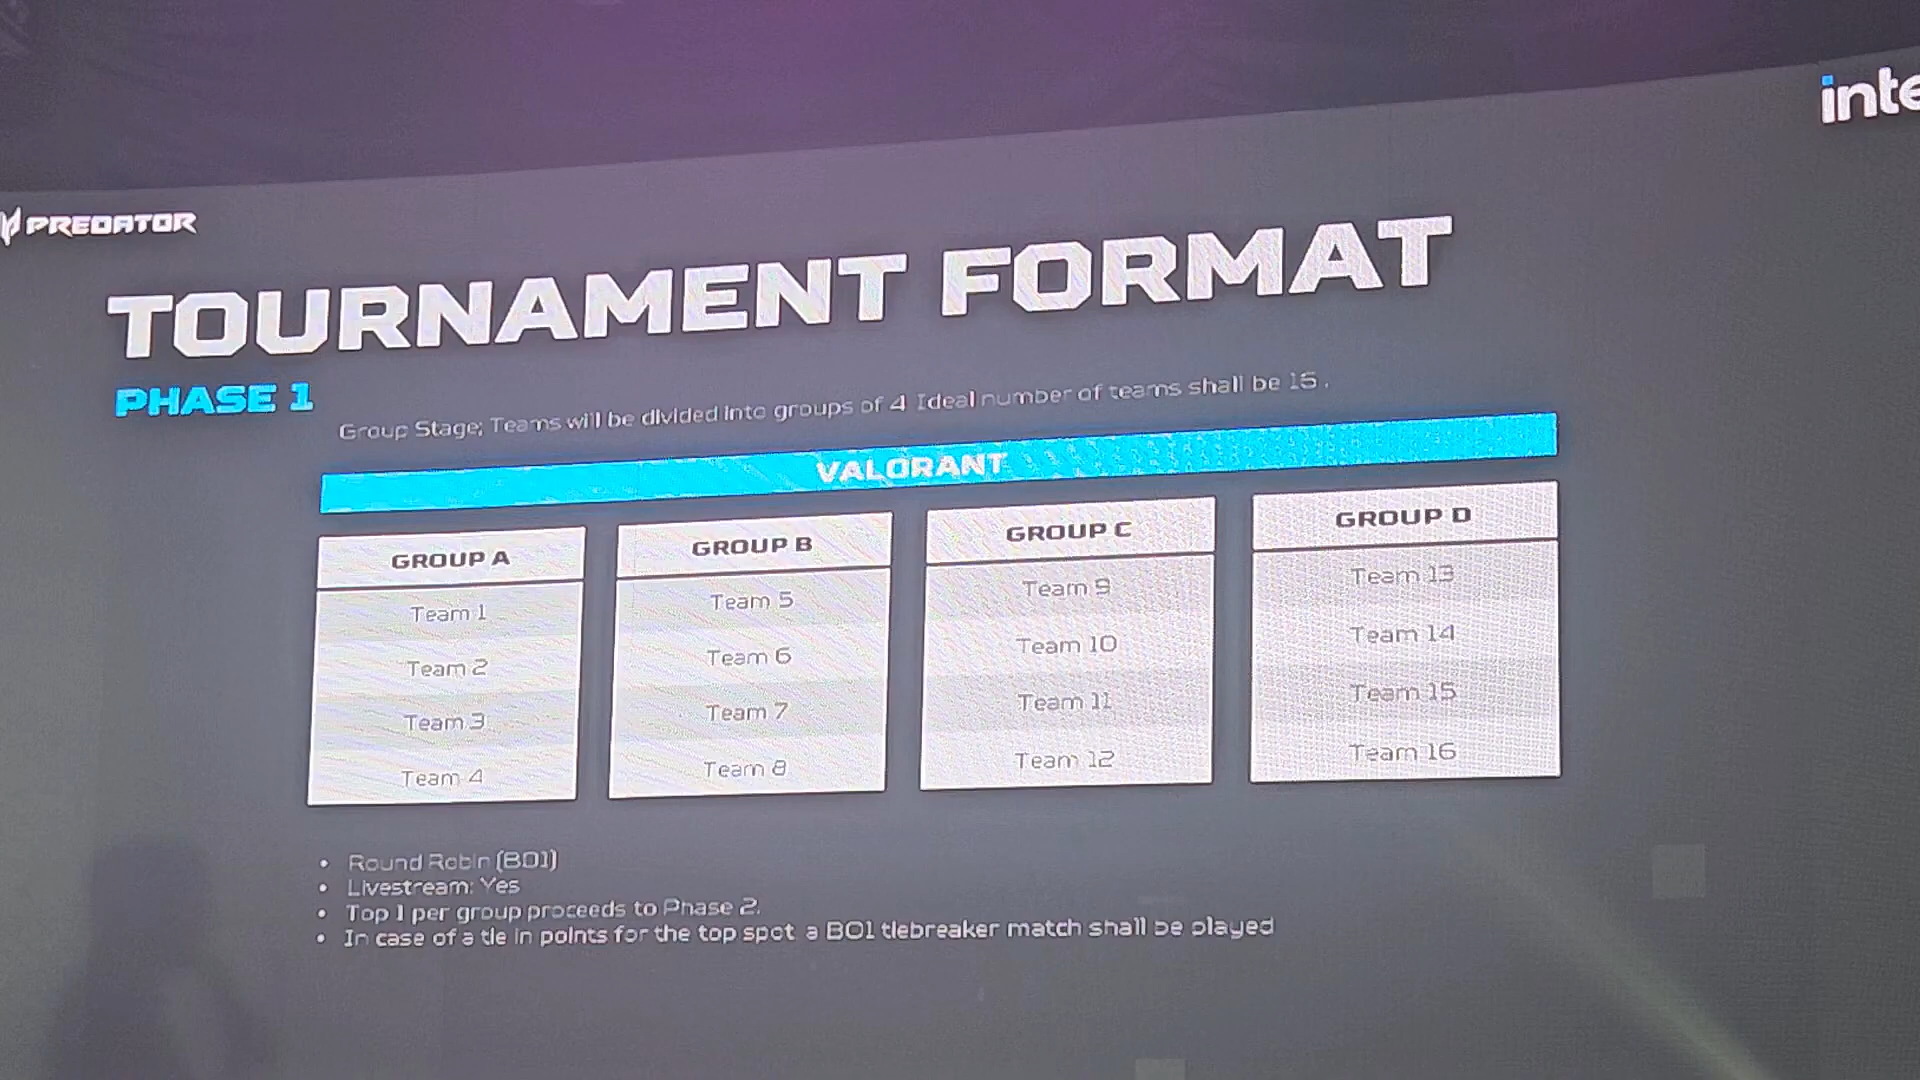 intel
PREDATOR
TOURNAMENT FORMAT
PHASE 1
Group Stage; Teams will be divided into groups of 4 Ideal number of teams shall be 16.
VALORANT
GROUP A
Team 1
Team 2
Team 3
Team 4
GROUP B
Team 5
Team 6
Team 7
Team 8
GROUP C
Team 9
Team 10
Team 11
Team 12
GROUP D
Team 13
Team 14
Team 15
Team 16
• Round Robin (BO1)
• Livestream: Yes
• Top 1 per group proceeds to Phase 2.
• In case of a tie in points for the top spot a BO1 tiebreaker match shall be played